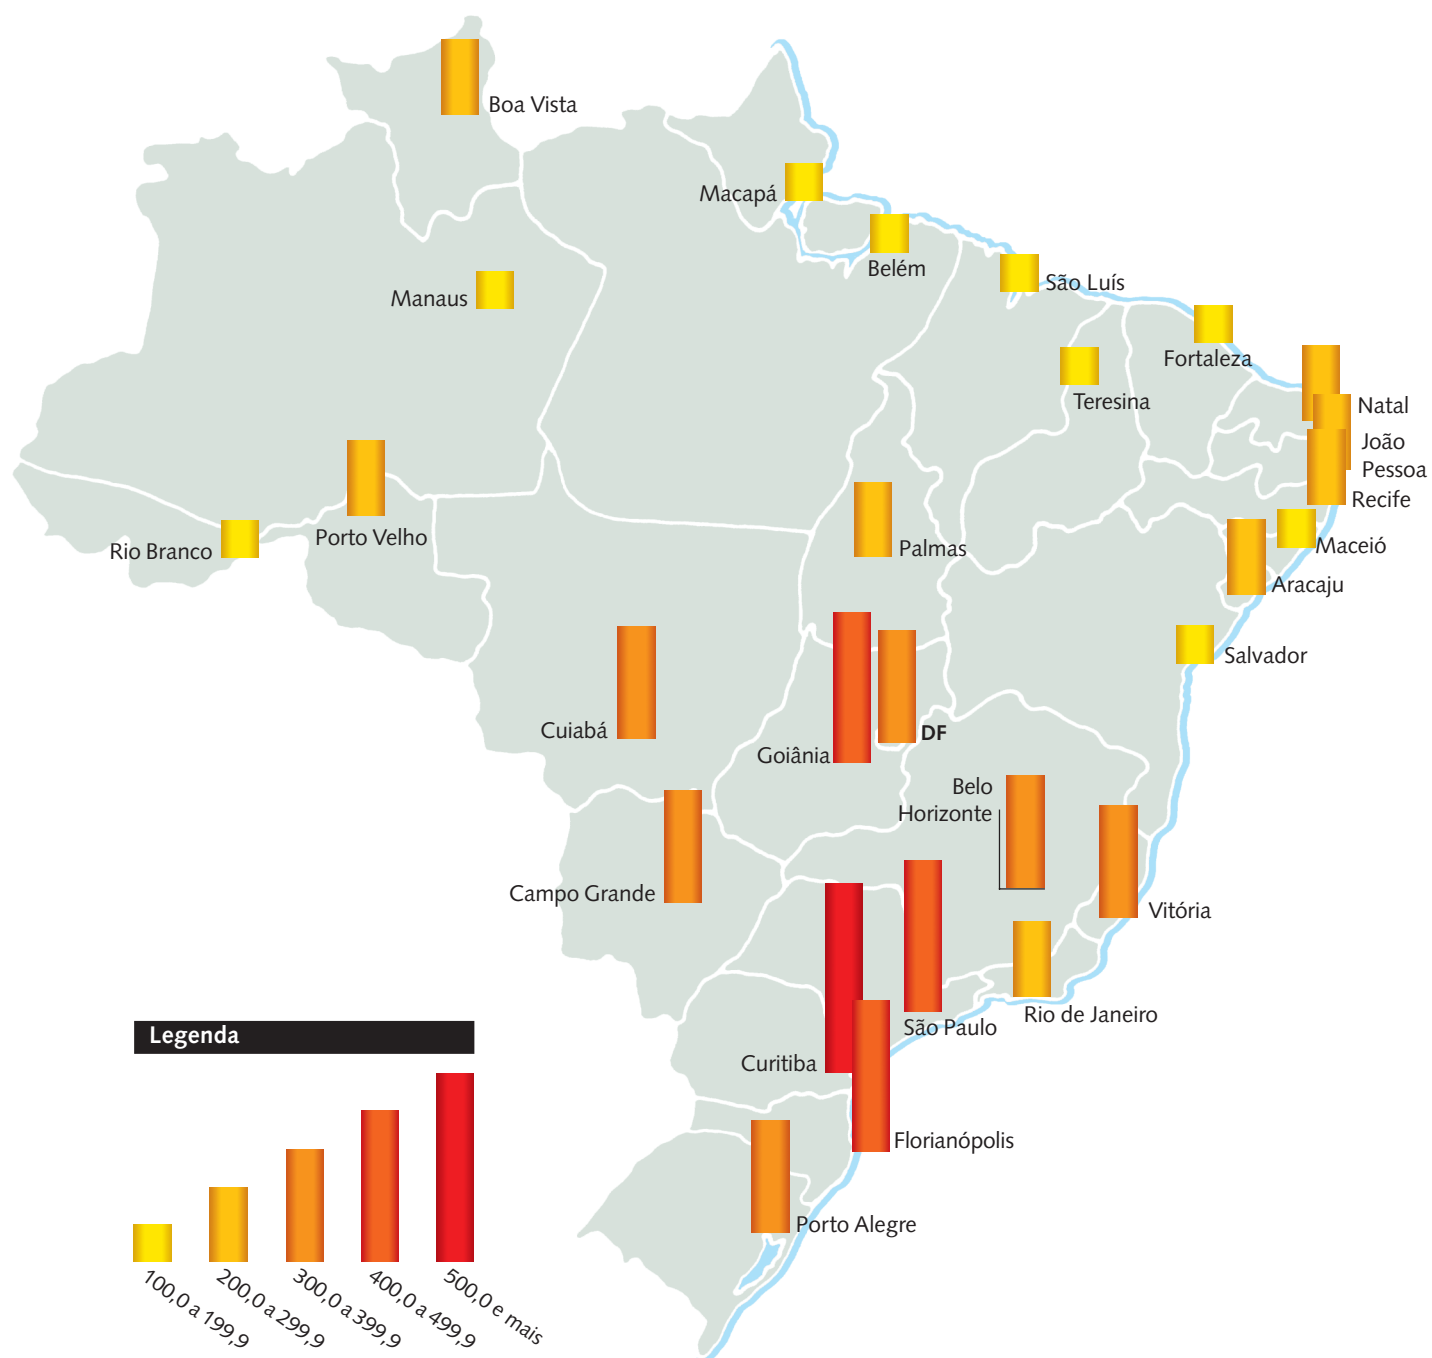 Boa Vista
Macapá
Belém
São Luís
Manaus
Fortaleza
Teresina
Natal
João
Pessoa
Recife
Porto Velho
Rio Branco
Palmas
Maceió
Aracaju
Salvador
Cuiabá
DF
Goiânia
Belo
Horizonte
Campo Grande
Vitória
Rio de Janeiro
São Paulo
Curitiba
Florianópolis
Porto Alegre
Legenda
100,0 a 199,9
200,0 a 299,9
300,0 a 399,9
400,0 a 499,9
500,0 e mais